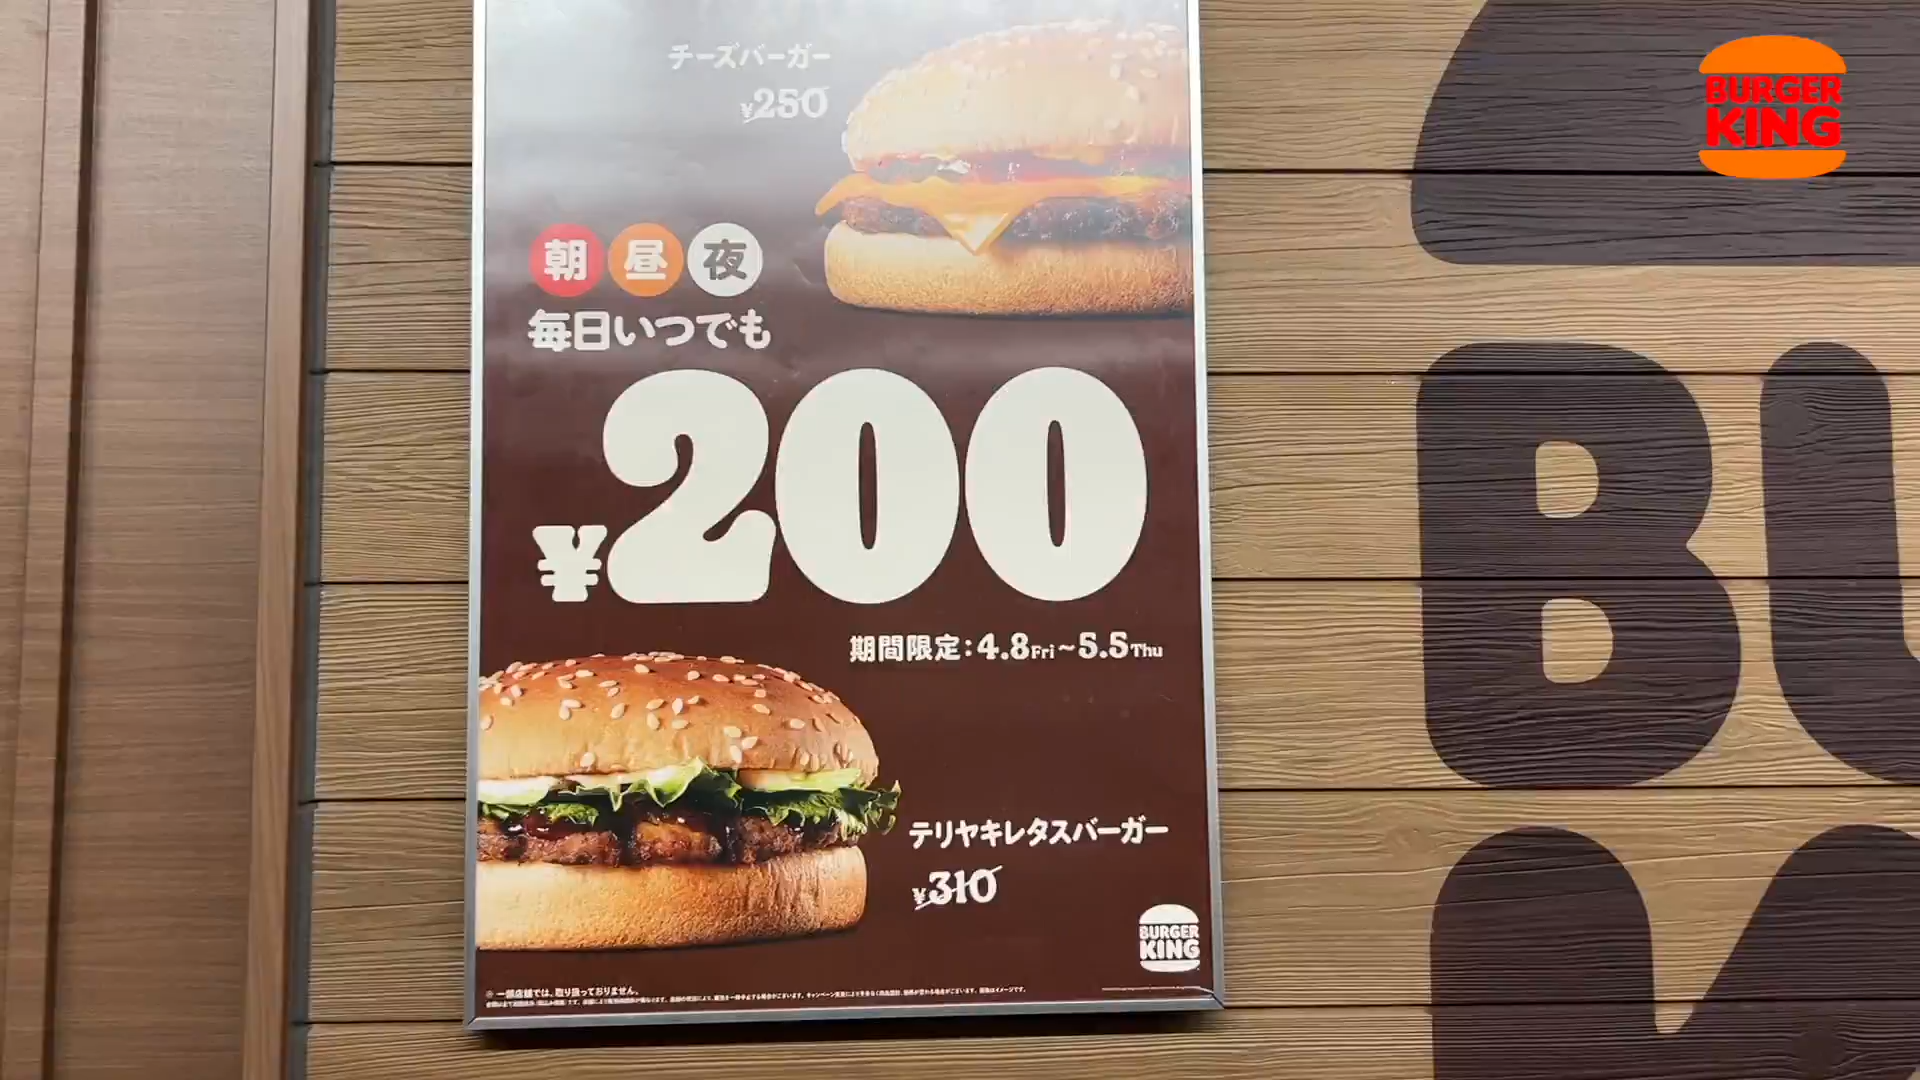 チーズバーガー
¥250
BURGER
KING
朝 昼 夜
毎日いつでも
¥200
期間限定:4.8Fri~5.5Thu
テリヤキレタスバーガー
¥310
BURGER
KING
※ 一部店舗では、取り扱っておりません。
BU